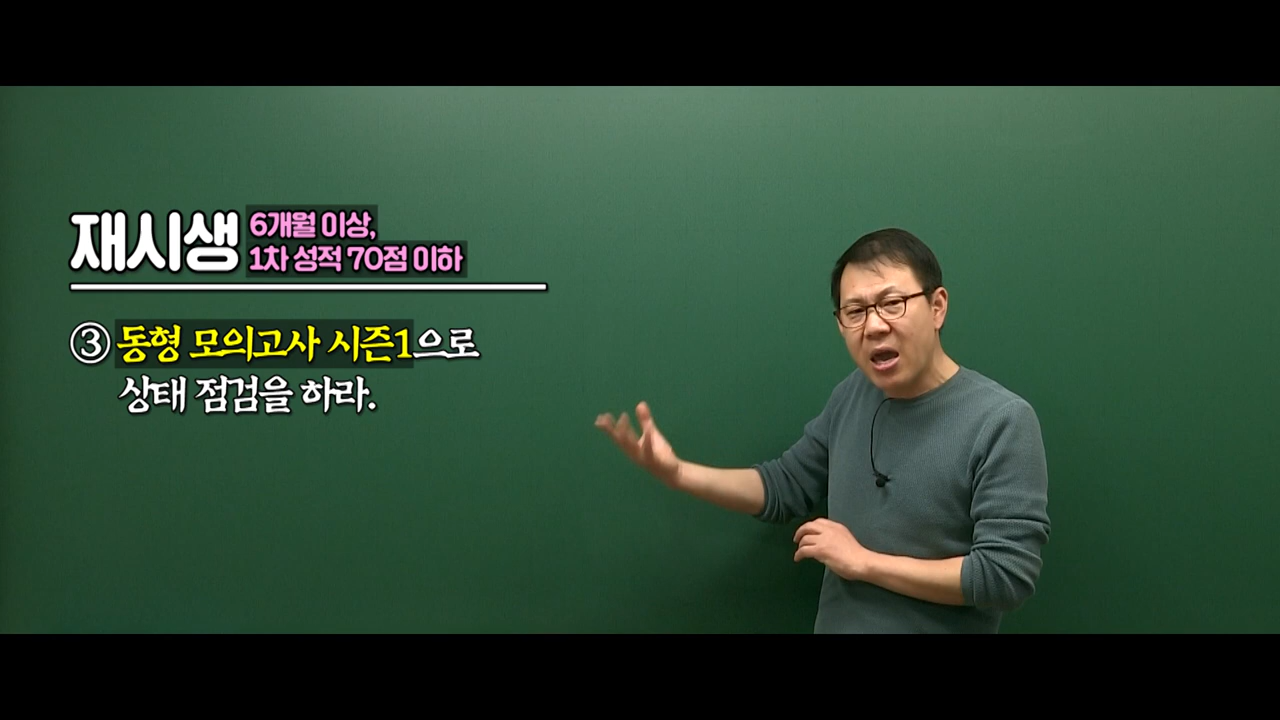 재시생 6개월 이상,
1차 성적 70점 이하
③ 동형 모의고사 시즌1으로
상태 점검을 하라.